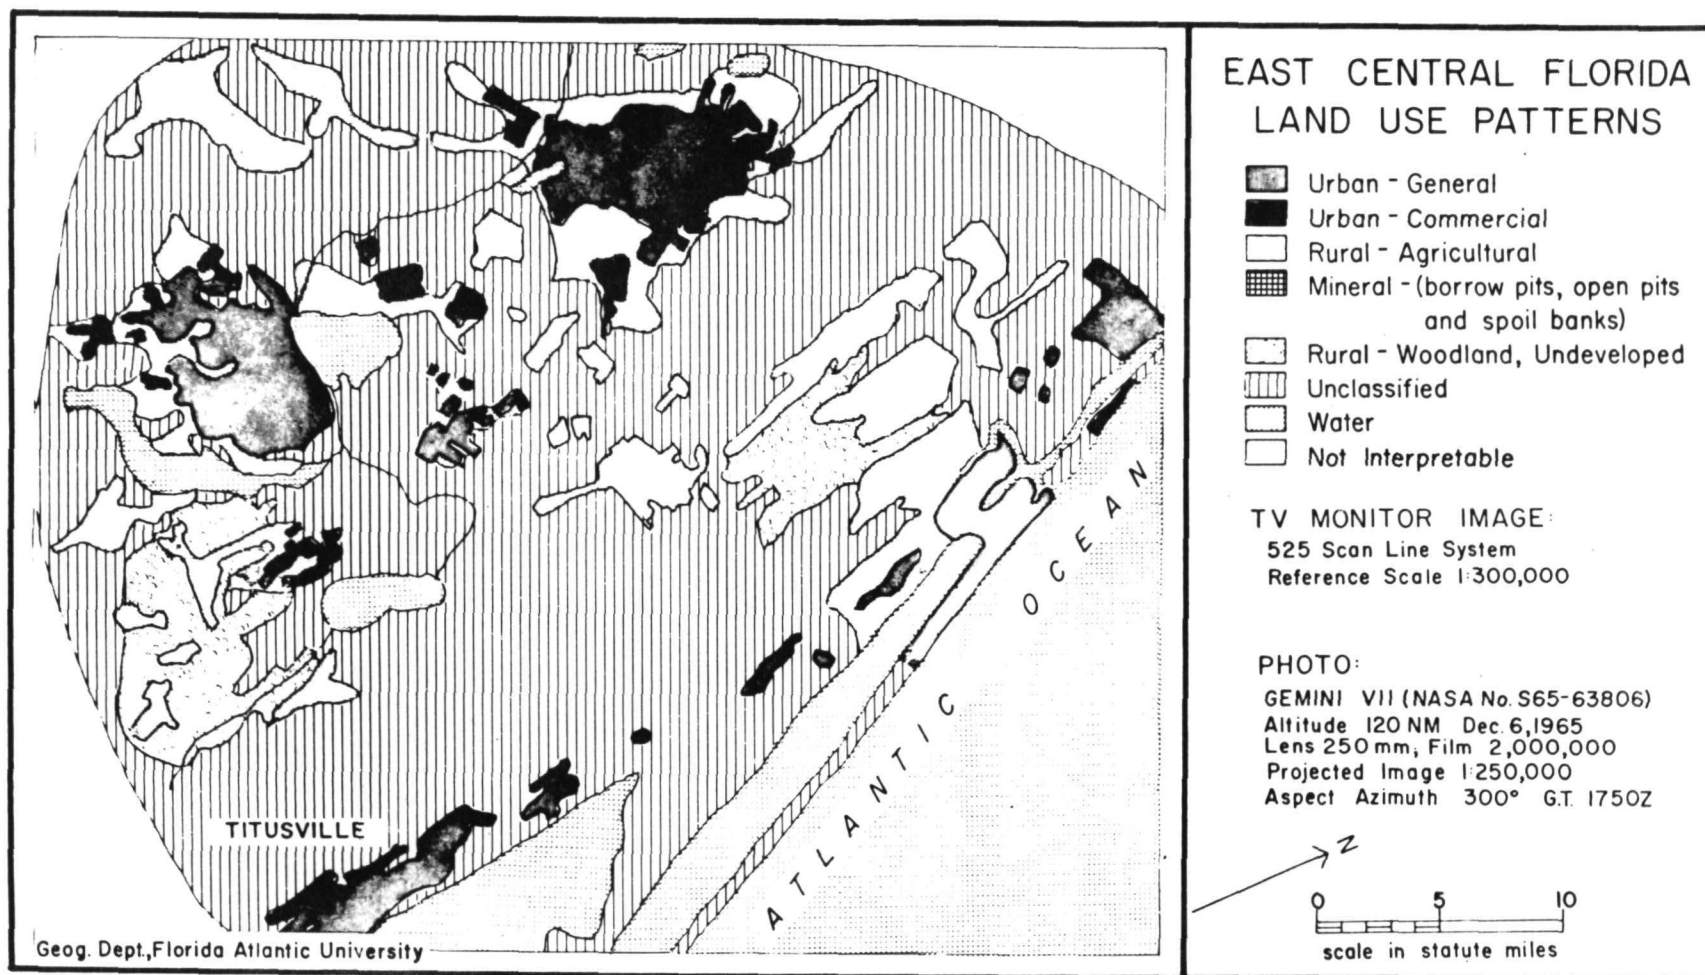 EAST CENTRAL FLORIDA
LAND USE PATTERNS
Urban - General
Urban - Commercial
Rural - Agricultural
Mineral - (borrow pits, open pits
and spoil banks)
Rural - Woodland, Undeveloped
Unclassified
Water
Not Interpretable
TV MONITOR IMAGE:
525 Scan Line System
Reference Scale 1:300,000
PHOTO:
GEMINI VII (NASA No. S65-63806)
Altitude 120 NM Dec. 6, 1965
Lens 250 mm; Film 2,000,000
Projected Image 1:250,000
Aspect Azimuth 300° G.T. 1750Z
N
0 5 10
scale in statute miles
ATLANTIC OCEAN
TITUSVILLE
Geog. Dept., Florida Atlantic University